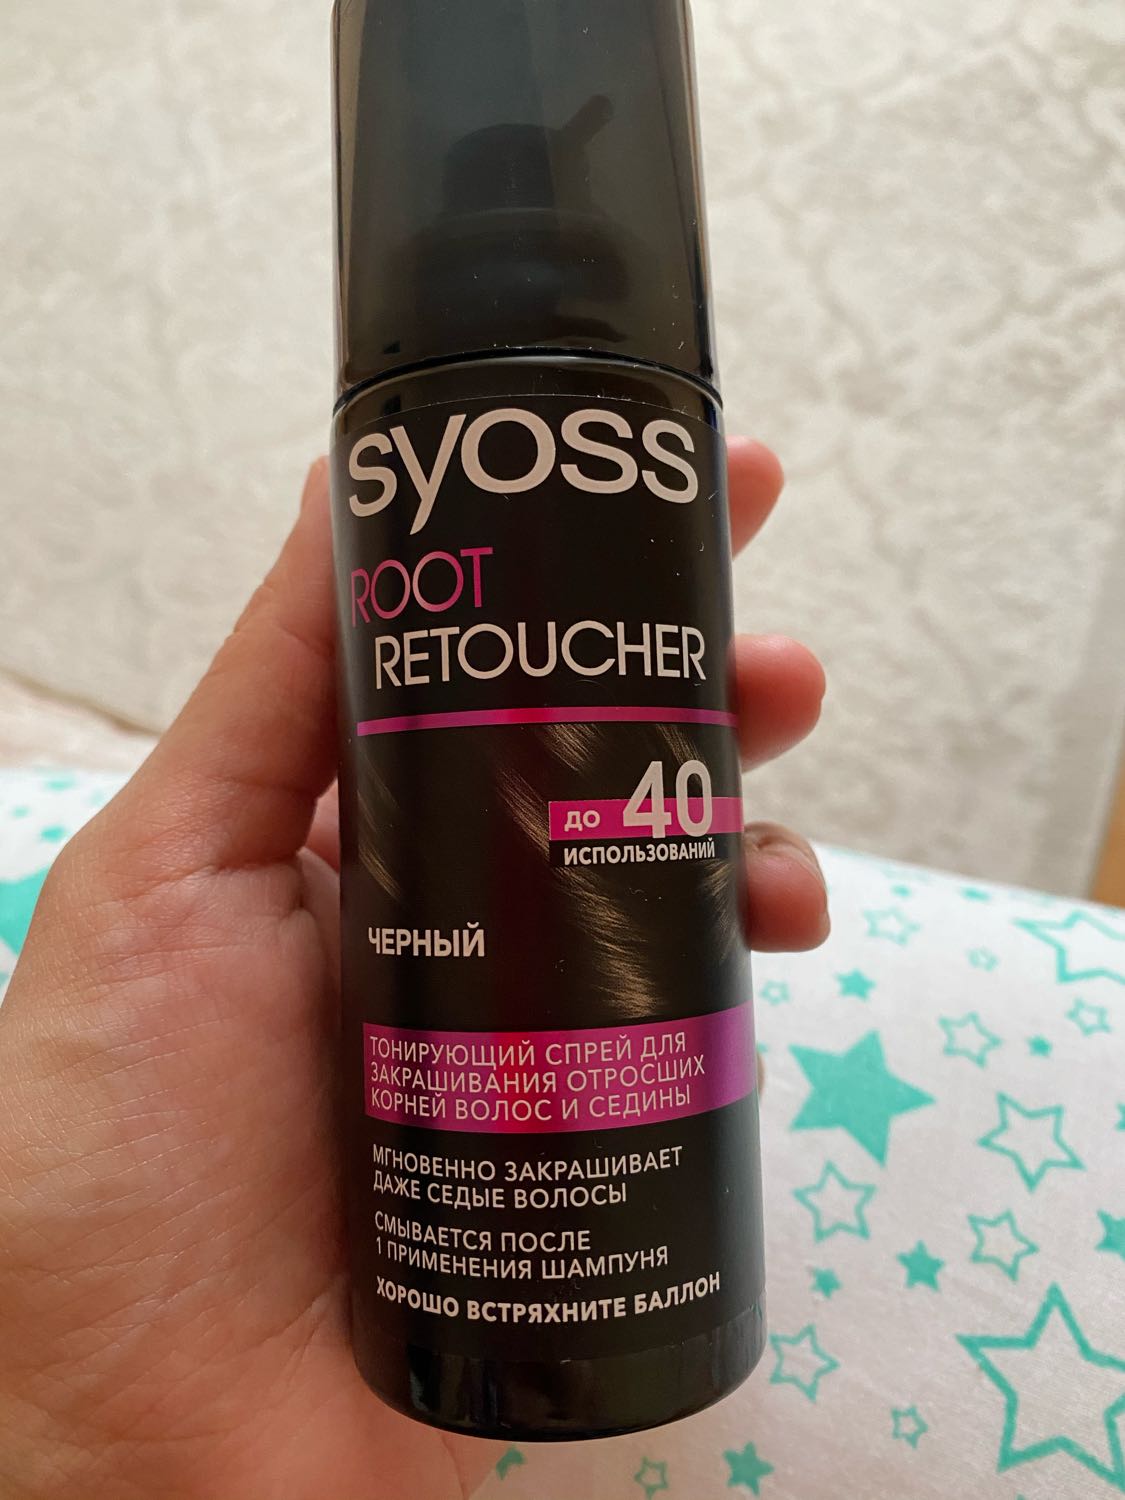 syoss
ROOT
RETOUCHER
ДО 40
ИСПОЛЬЗОВАНИЙ
ЧЕРНЫЙ
ТОНИРУЮЩИЙ СПРЕЙ ДЛЯ
ЗАКРАШИВАНИЯ ОТРОСШИХ
КОРНЕЙ ВОЛОС И СЕДИНЫ
МГНОВЕННО ЗАКРАШИВАЕТ
ДАЖЕ СЕДЫЕ ВОЛОСЫ
СМЫВАЕТСЯ ПОСЛЕ
1 ПРИМЕНЕНИЯ ШАМПУНЯ
ХОРОШО ВСТРЯХНИТЕ БАЛЛОН